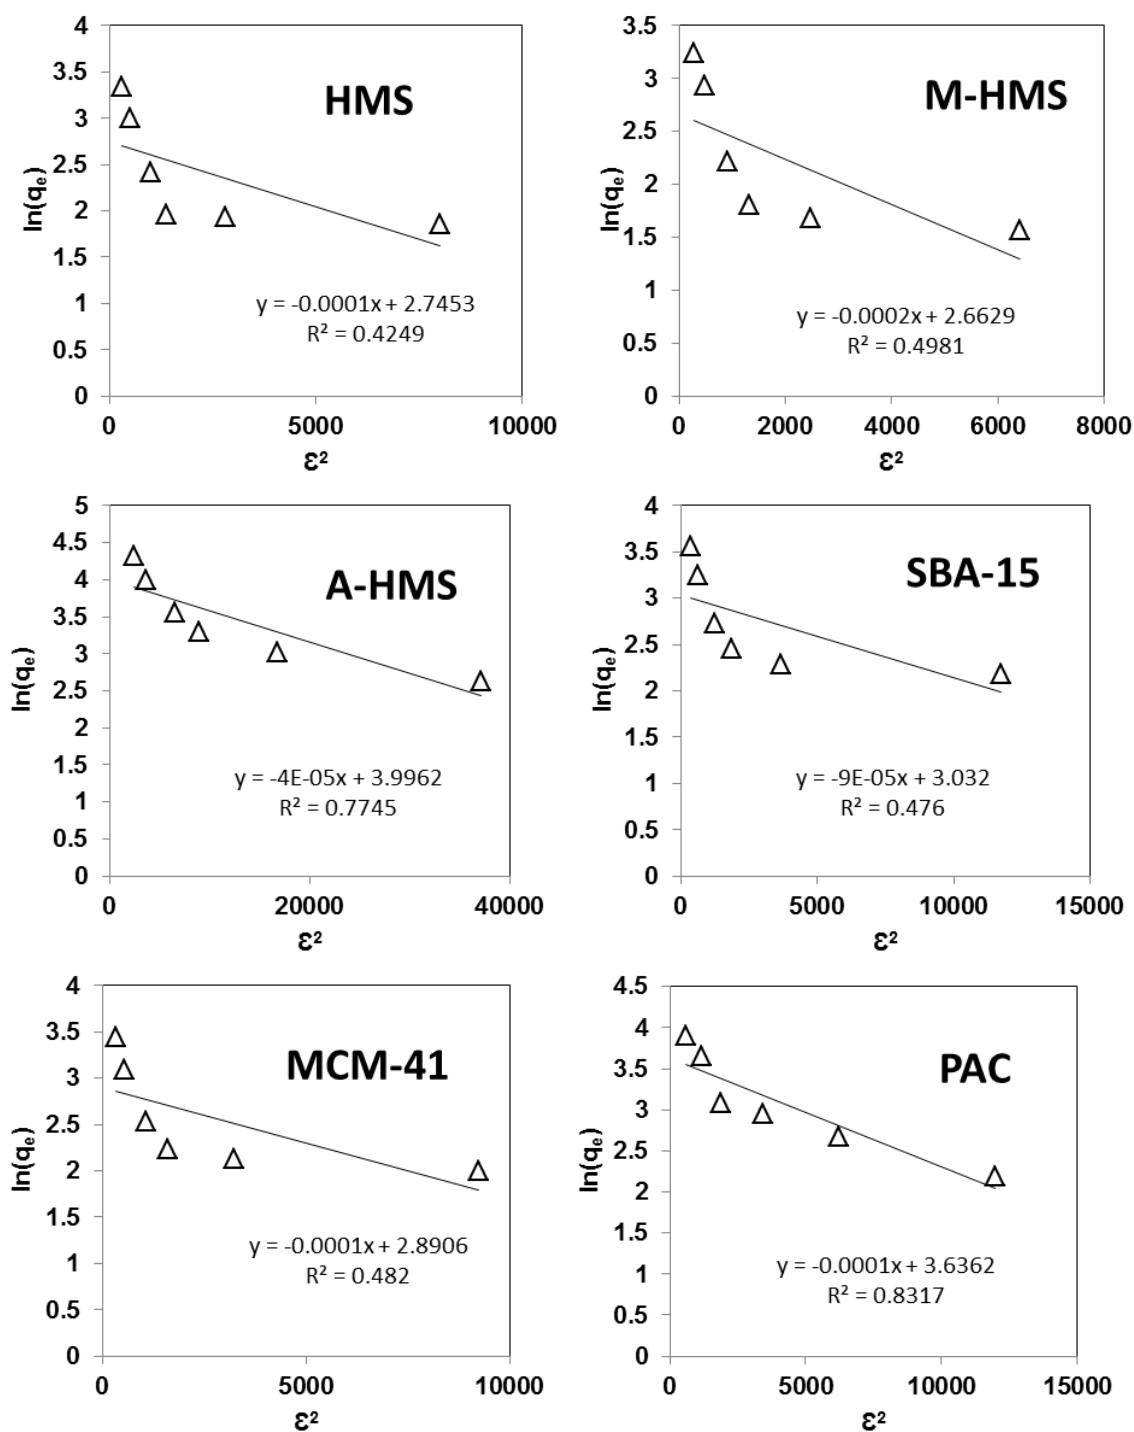 HMS
ln(qₑ)
4
3.5
3
2.5
2
1.5
1
0.5
0
y = -0.0001x + 2.7453
R² = 0.4249
0 5000 10000
Ɛ²
M-HMS
ln(qₑ)
3.5
3
2.5
2
1.5
1
0.5
0
y = -0.0002x + 2.6629
R² = 0.4981
0 2000 4000 6000 8000
Ɛ²
A-HMS
ln(qₑ)
5
4.5
4
3.5
3
2.5
2
1.5
1
0.5
0
y = -4E-05x + 3.9962
R² = 0.7745
0 20000 40000
Ɛ²
SBA-15
ln(qₑ)
4
3.5
3
2.5
2
1.5
1
0.5
0
y = -9E-05x + 3.032
R² = 0.476
0 5000 10000 15000
Ɛ²
MCM-41
ln(qₑ)
4
3.5
3
2.5
2
1.5
1
0.5
0
y = -0.0001x + 2.8906
R² = 0.482
0 5000 10000
Ɛ²
PAC
ln(qₑ)
4.5
4
3.5
3
2.5
2
1.5
1
0.5
0
y = -0.0001x + 3.6362
R² = 0.8317
0 5000 10000 15000
Ɛ²